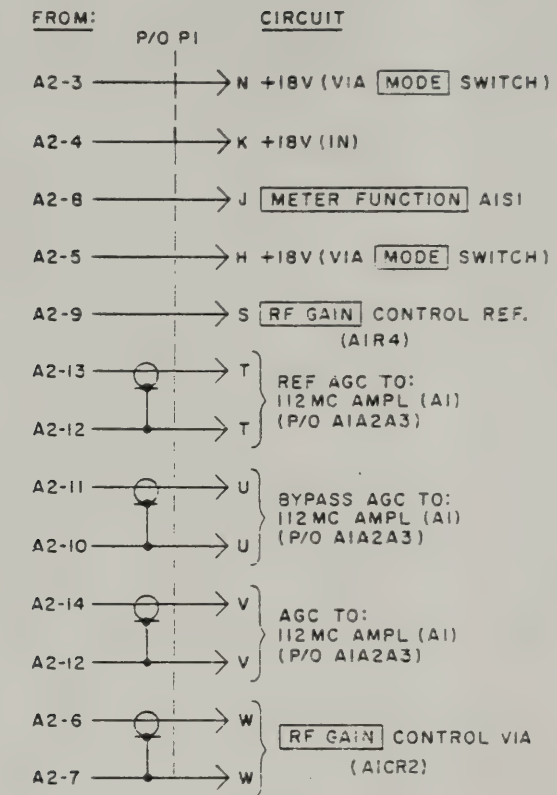 FROM: CIRCUIT
P/O P1
A2-3 N +18V (VIA MODE SWITCH)
A2-4 K +18V (IN)
A2-8 J METER FUNCTION A1S1
A2-5 H +18V (VIA MODE SWITCH)
A2-9 S RF GAIN CONTROL REF.
(A1R4)
A2-13 T
REF AGC TO:
112MC AMPL (A1)
(P/O A1A2A3)
A2-12 T
A2-11 U
BYPASS AGC TO:
112MC AMPL (A1)
(P/O A1A2A3)
A2-10 U
A2-14 V
AGC TO:
112MC AMPL (A1)
(P/O A1A2A3)
A2-12 V
A2-6 W
RF GAIN CONTROL VIA
(A1CR2)
A2-7 W